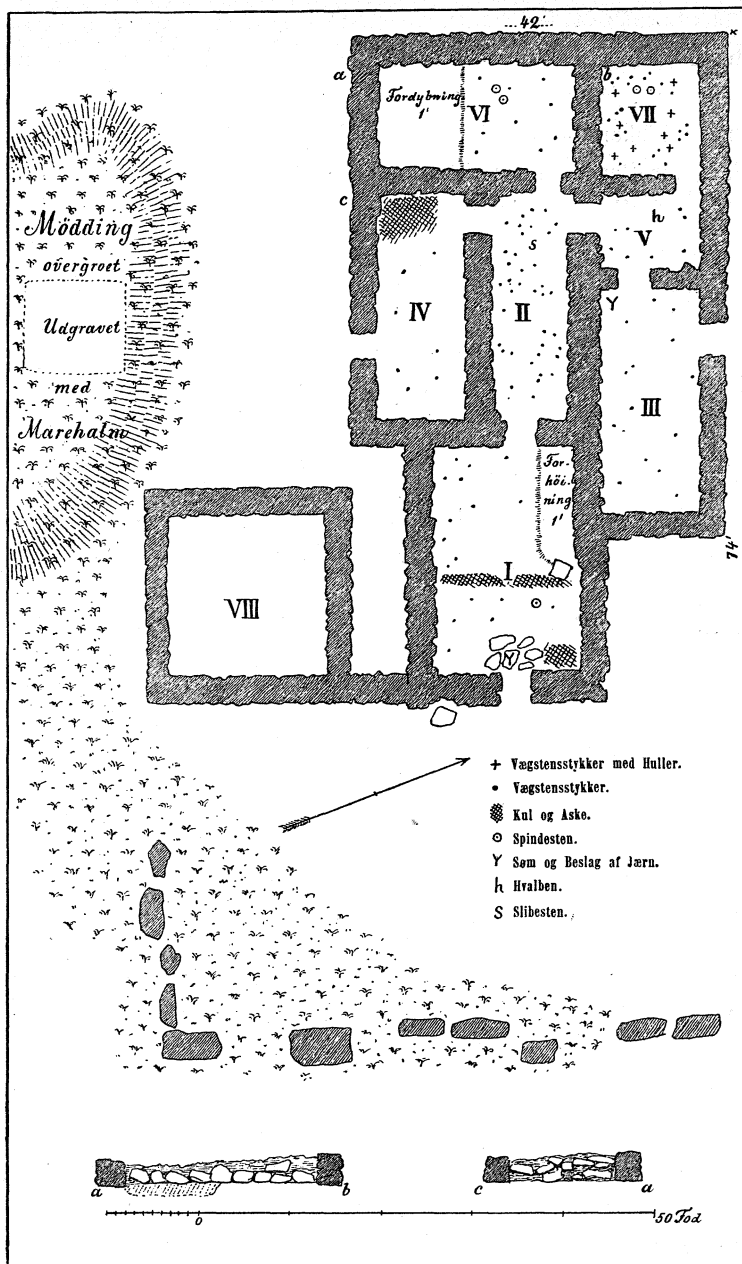 42'
a
b
Fordybning
1'
VI
VII
c
h
s
V
Mödding
overgroet
Udgravet
med
Marehalm
IV
II
Y
III
For-
höi-
ning
1'
74'
I
VIII
Y
+ Vægstensstykker med Huller.
• Vægstensstykker.
Kul og Aske.
⊙ Spindesten.
Y Søm og Beslag af Jærn.
h Hvalben.
S Slibesten.
a
b
c
a
0
50 Fod